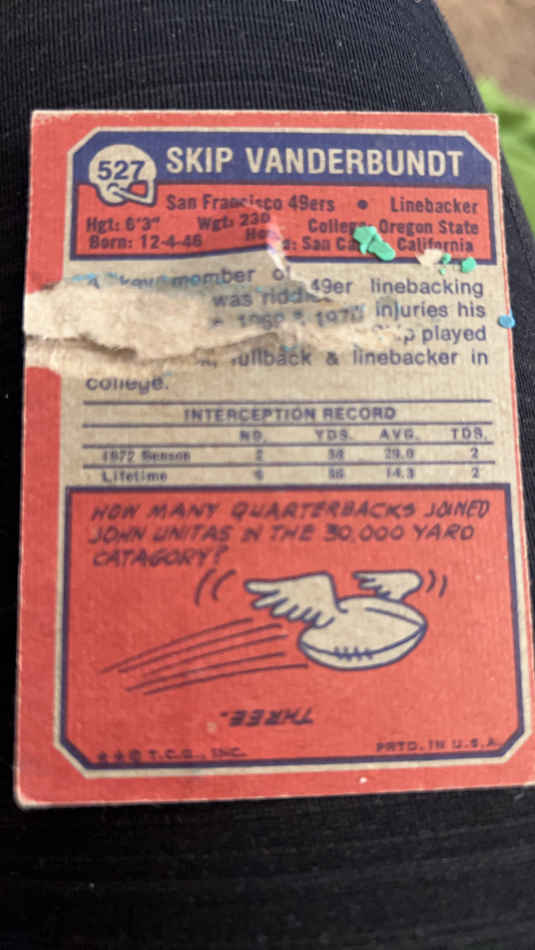 527 SKIP VANDERBUNDT
San Francisco 49ers • Linebacker
Hgt: 6'3" Wgt: 230 College: Oregon State
Born: 12-4-46 California
member of 49er linebacking
was injuries his
played
fullback & linebacker in
college.
INTERCEPTION RECORD
NO. YDS. AVG. TDS.
1972 Season 2 58 29.0 2
Lifetime 6 86 14.3 2
HOW MANY QUARTERBACKS JOINED
JOHN UNITAS IN THE 30,000 YARD
CATAGORY?
THREE.
★★© T.C.G., INC. PRTD. IN U.S.A.